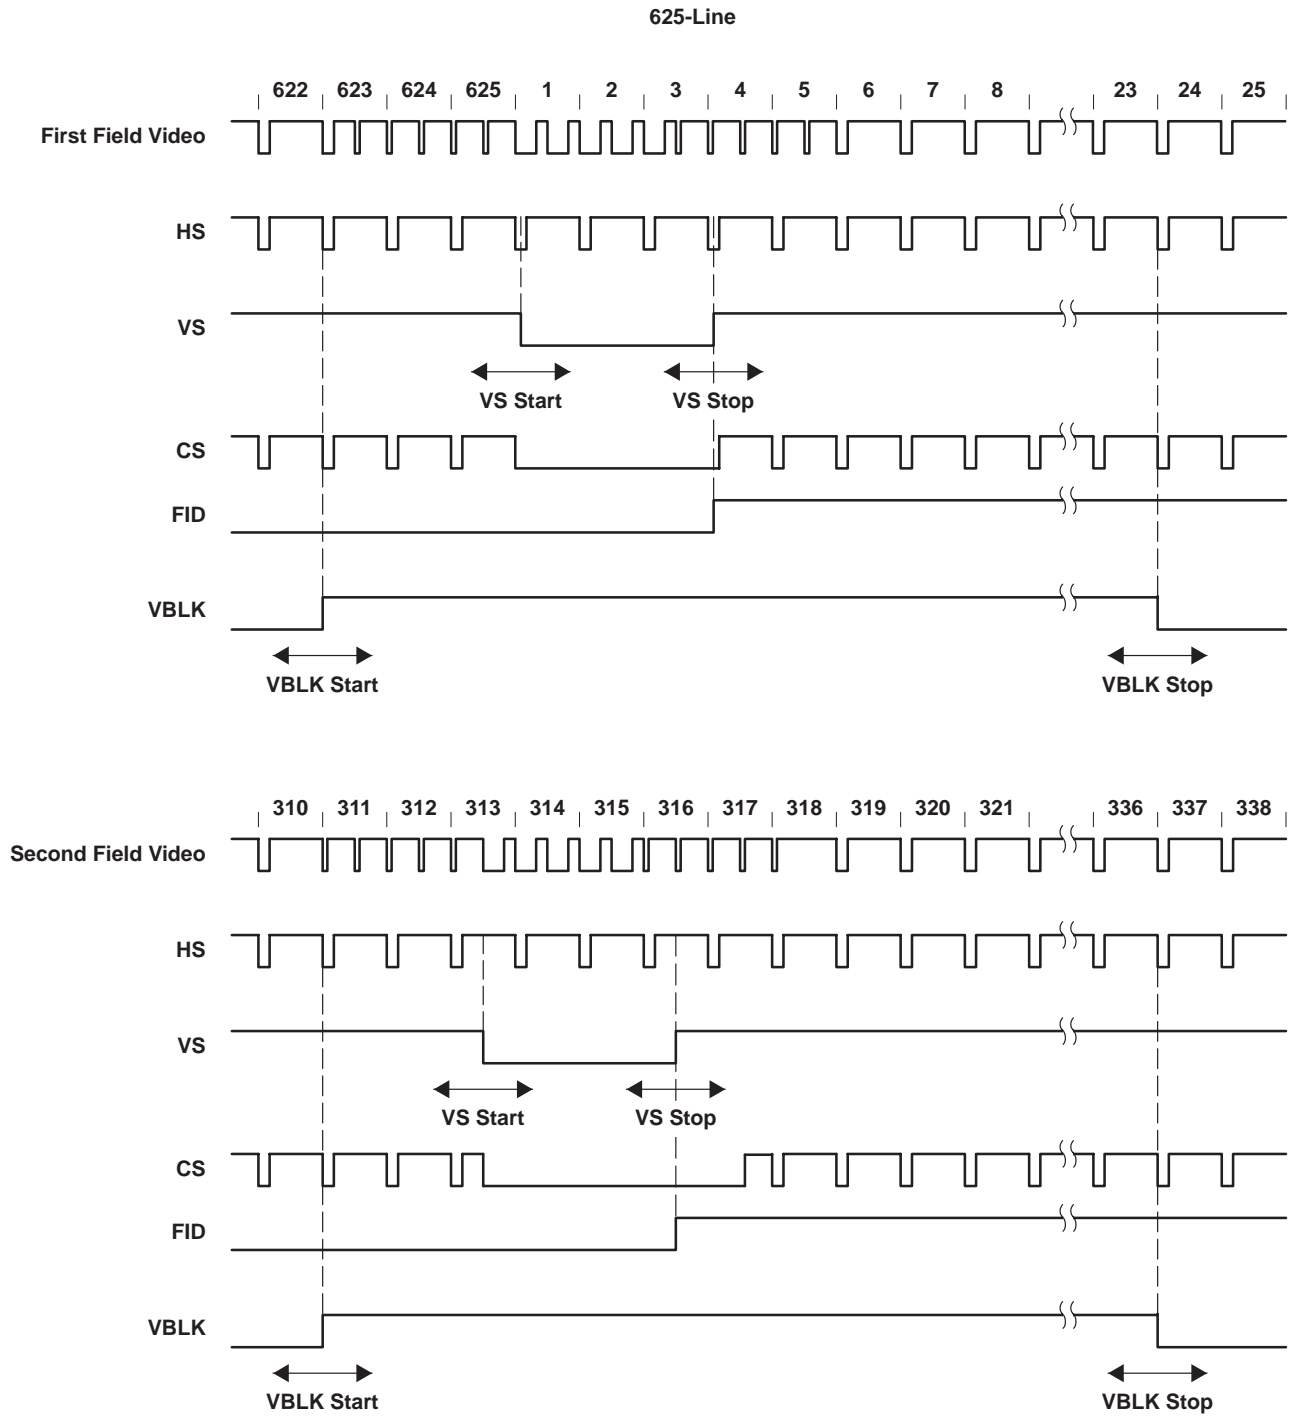 625-Line
622 623 624 625 1 2 3 4 5 6 7 8 23 24 25
First Field Video
HS
VS
VS Start VS Stop
CS
FID
VBLK
VBLK Start VBLK Stop
310 311 312 313 314 315 316 317 318 319 320 321 336 337 338
Second Field Video
HS
VS
VS Start VS Stop
CS
FID
VBLK
VBLK Start VBLK Stop